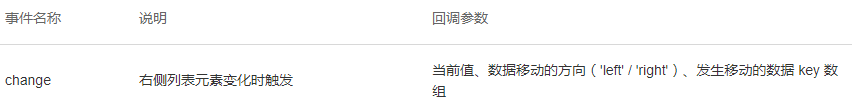 事件名称 说明 回调参数
change 右侧列表元素变化时触发 当前值、数据移动的方向（'left' / 'right'）、发生移动的数据 key 数
组